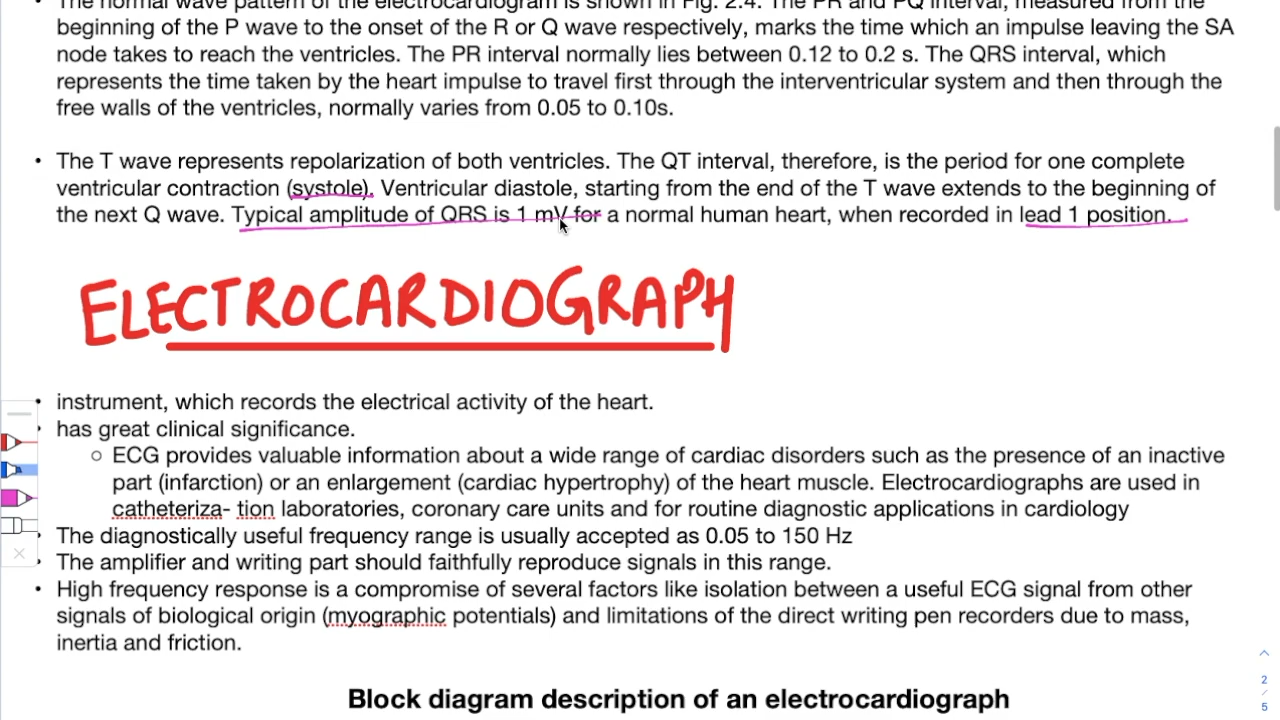 • The normal wave pattern of the electrocardiogram is shown in Fig. 2.4. The PR and PQ interval, measured from the
beginning of the P wave to the onset of the R or Q wave respectively, marks the time which an impulse leaving the SA
node takes to reach the ventricles. The PR interval normally lies between 0.12 to 0.2 s. The QRS interval, which
represents the time taken by the heart impulse to travel first through the interventricular system and then through the
free walls of the ventricles, normally varies from 0.05 to 0.10s.
• The T wave represents repolarization of both ventricles. The QT interval, therefore, is the period for one complete
ventricular contraction (systole). Ventricular diastole, starting from the end of the T wave extends to the beginning of
the next Q wave. Typical amplitude of QRS is 1 mV for a normal human heart, when recorded in lead 1 position.
ELECTROCARDIOGRAPH
• instrument, which records the electrical activity of the heart.
• has great clinical significance.
○ ECG provides valuable information about a wide range of cardiac disorders such as the presence of an inactive
part (infarction) or an enlargement (cardiac hypertrophy) of the heart muscle. Electrocardiographs are used in
catheteriza- tion laboratories, coronary care units and for routine diagnostic applications in cardiology
• The diagnostically useful frequency range is usually accepted as 0.05 to 150 Hz
• The amplifier and writing part should faithfully reproduce signals in this range.
• High frequency response is a compromise of several factors like isolation between a useful ECG signal from other
signals of biological origin (myographic potentials) and limitations of the direct writing pen recorders due to mass,
inertia and friction.
2
/
5
Block diagram description of an electrocardiograph